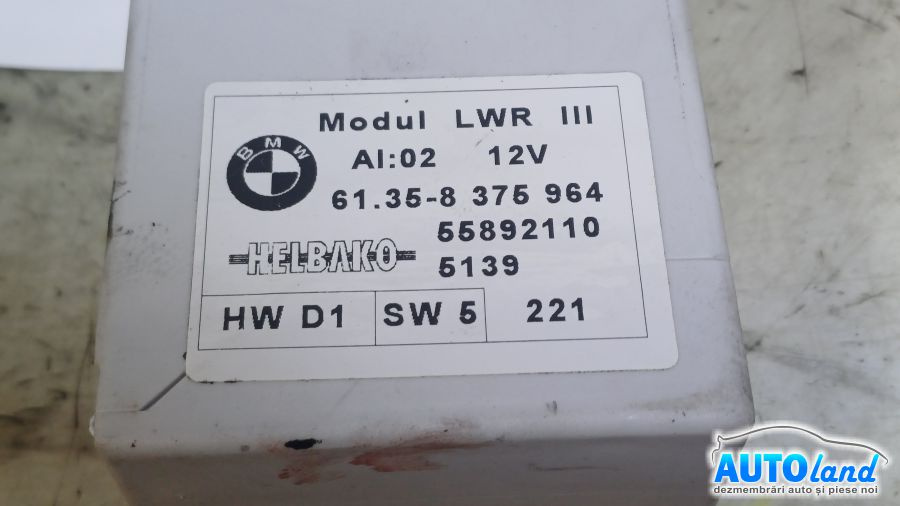 Modul LWR III
BMW
AI:02 12V
61.35-8 375 964
55892110
HELBAKO 5139
HW D1 SW 5 221
AUTOland
dezmembrări auto și piese noi